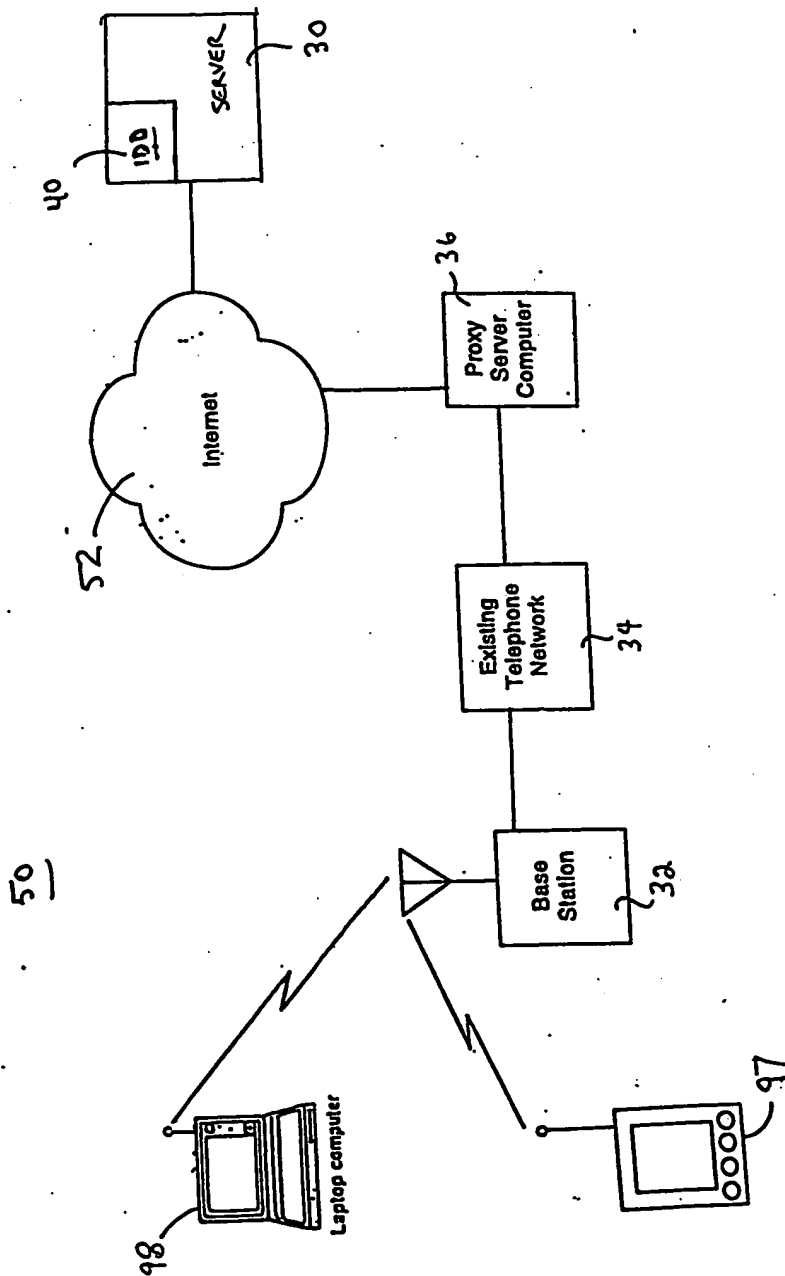 50
98
Laptop computer
97
Base
Station
32
Existing
Telephone
Network
34
Proxy
Server
Computer
36
52
Internet
40
IDD
SERVER
30